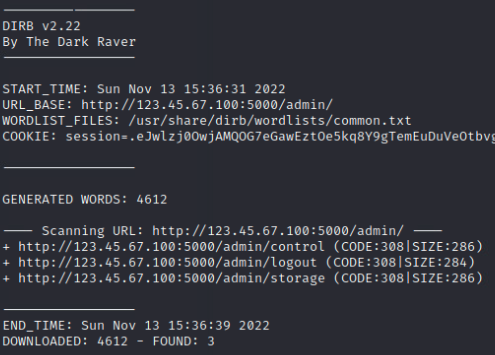 DIRB v2.22
By The Dark Raver
START_TIME: Sun Nov 13 15:36:31 2022
URL_BASE: http://123.45.67.100:5000/admin/
WORDLIST_FILES: /usr/share/dirb/wordlists/common.txt
COOKIE: session=.eJwlzj0OwjAMQOG7eGawEztOe5kq8Y9gTemEuDuVeOtbvg
GENERATED WORDS: 4612
---- Scanning URL: http://123.45.67.100:5000/admin/ ----
+ http://123.45.67.100:5000/admin/control (CODE:308|SIZE:286)
+ http://123.45.67.100:5000/admin/logout (CODE:308|SIZE:284)
+ http://123.45.67.100:5000/admin/storage (CODE:308|SIZE:286)
END_TIME: Sun Nov 13 15:36:39 2022
DOWNLOADED: 4612 - FOUND: 3